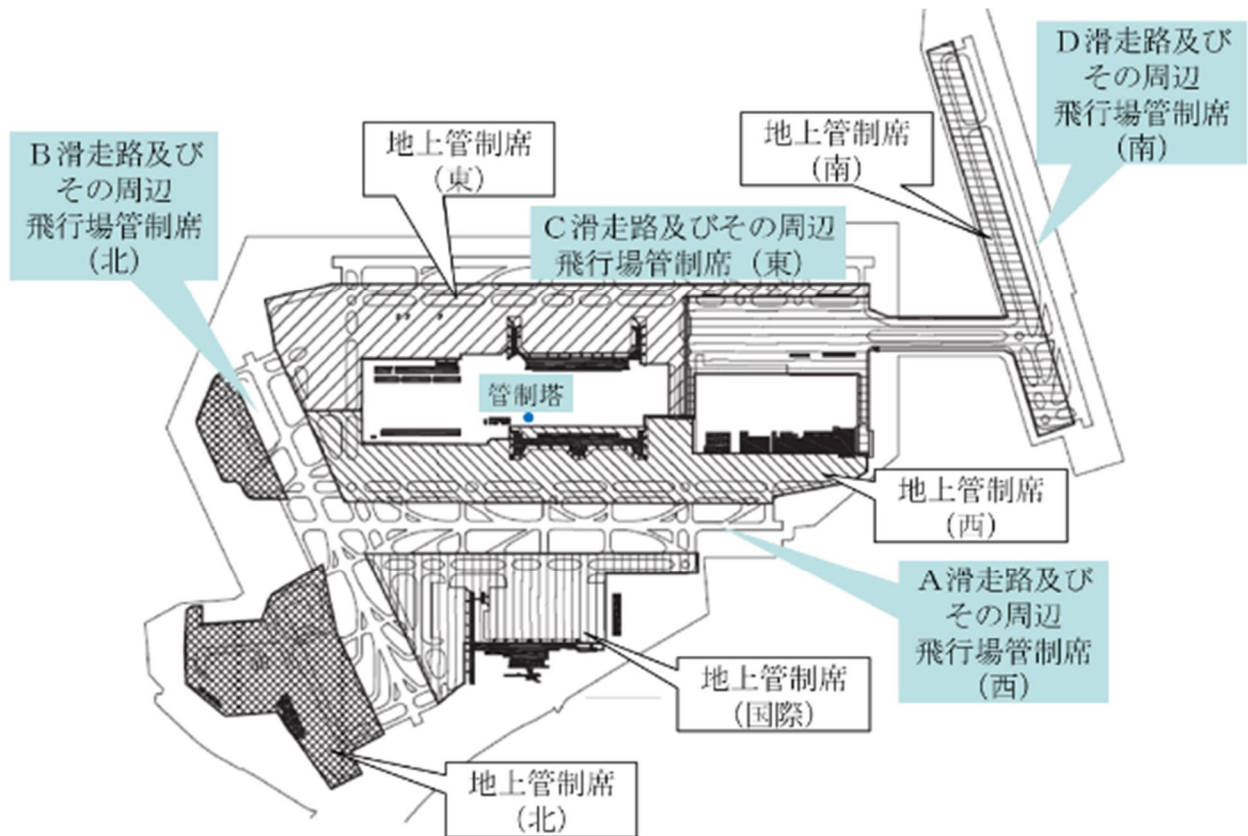 D滑走路及び
その周辺
飛行場管制席
(南)
地上管制席
(南)
地上管制席
(東)
B滑走路及び
その周辺
飛行場管制席
(北)
C滑走路及びその周辺
飛行場管制席(東)
管制塔
地上管制席
(西)
A滑走路及び
その周辺
飛行場管制席
(西)
地上管制席
(国際)
地上管制席
(北)